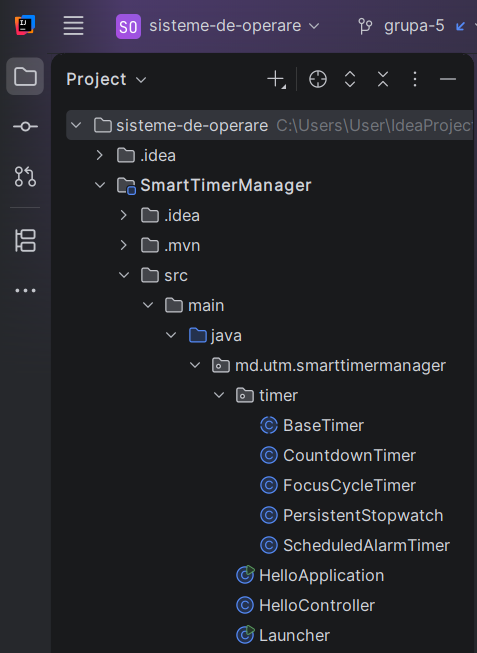 SO sisteme-de-operare grupa-5
Project
sisteme-de-operare C:\Users\User\IdeaProjec
.idea
SmartTimerManager
.idea
.mvn
src
main
java
md.utm.smarttimermanager
timer
BaseTimer
CountdownTimer
FocusCycleTimer
PersistentStopwatch
ScheduledAlarmTimer
HelloApplication
HelloController
Launcher